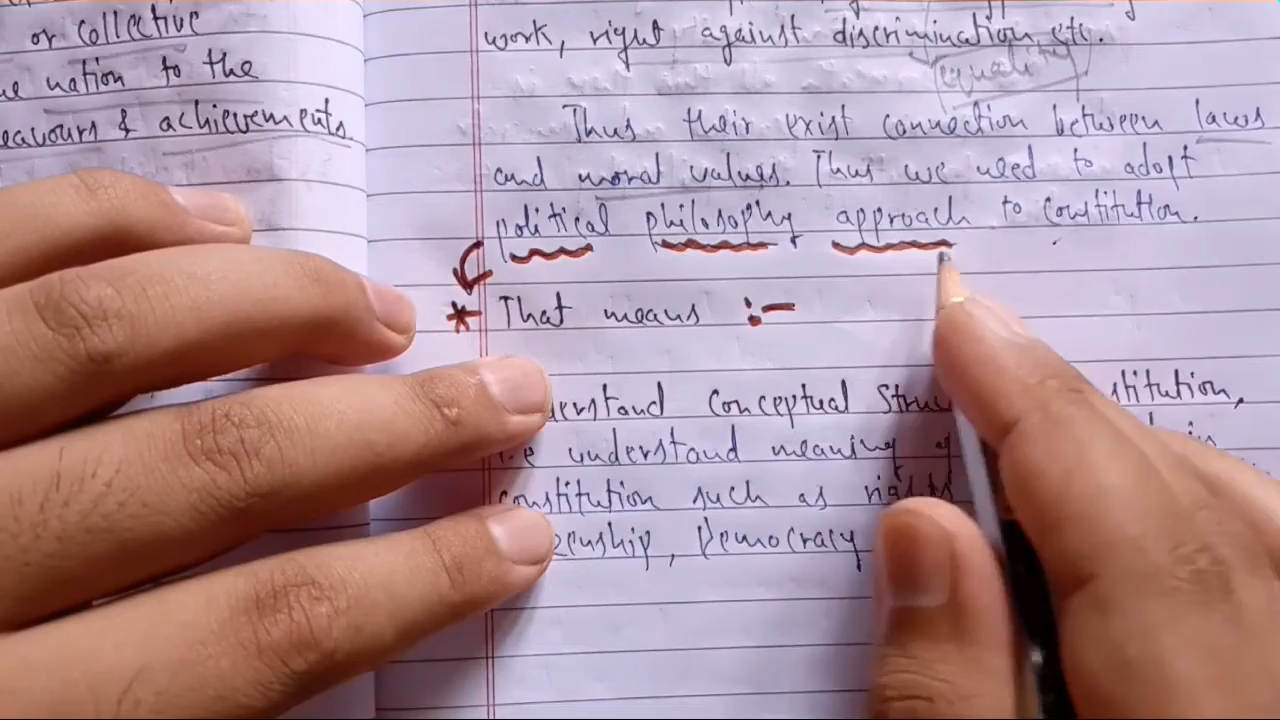 or collective
nation to the
& achievements.
work, right against discrimination etc.
equality
Thus their exist connection between laws
and moral values. Thus we need to adopt
political philosophy approach to constitution.
* That means :-
conceptual
understand meaning of
constitution such as rights
Democracy